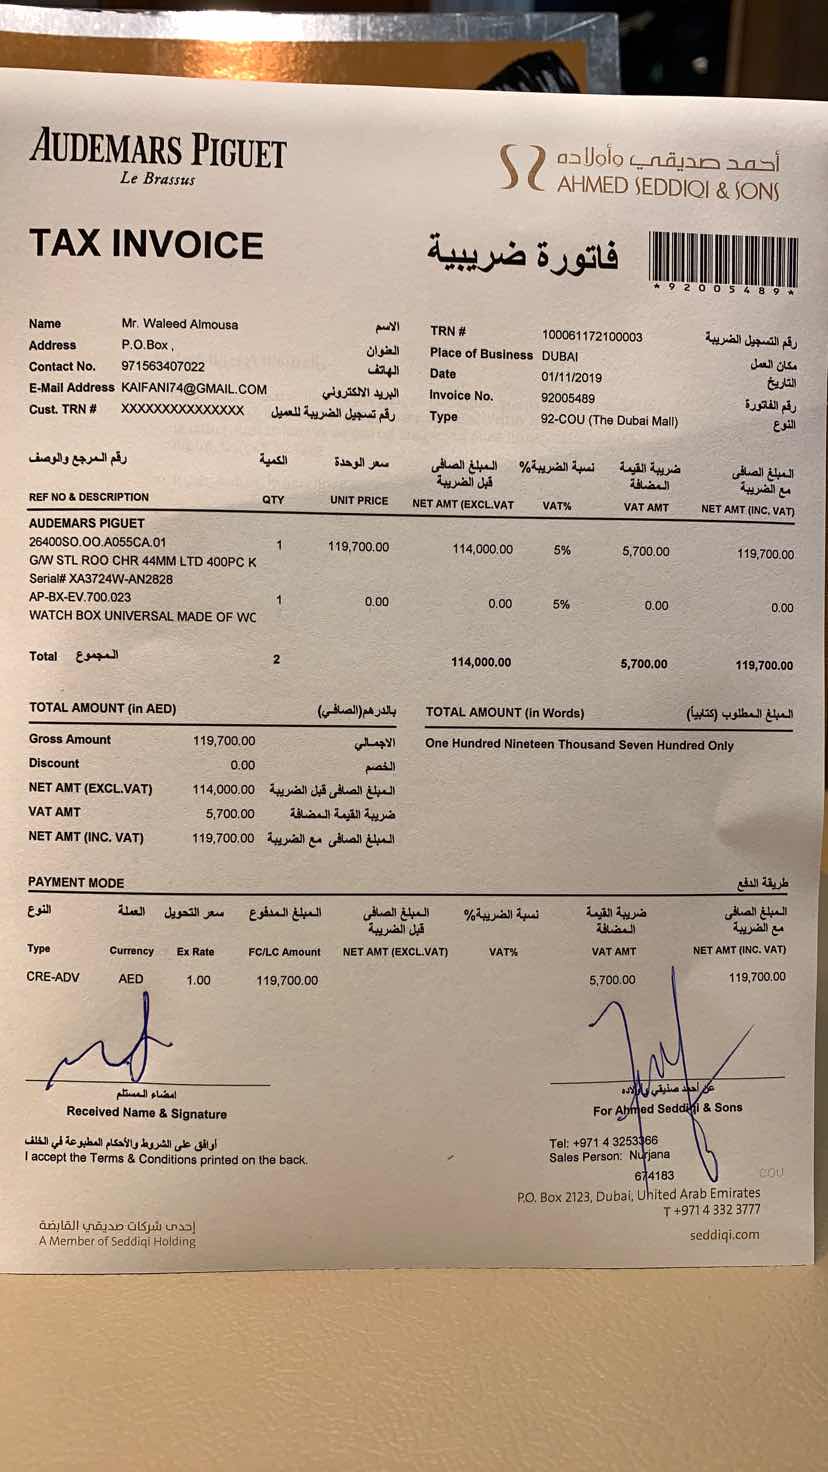 AUDEMARS PIGUET
Le Brassus
أحمد صديقي وأولاده
AHMED SEDDIQI & SONS
TAX INVOICE
فاتورة ضريبية
*92005489*
Name Mr. Waleed Almousa الاسم
Address P.O.Box , العنوان
Contact No. 971563407022 الهاتف
E-Mail Address KAIFANI74@GMAIL.COM البريد الالكتروني
Cust. TRN # XXXXXXXXXXXXXXX رقم تسجيل الضريبة للعميل
TRN # 100061172100003 رقم التسجيل الضريبة
Place of Business DUBAI مكان العمل
Date 01/11/2019 التاريخ
Invoice No. 92005489 رقم الفاتورة
Type 92-COU (The Dubai Mall) النوع
رقم المرجع والوصف الكمية سعر الوحدة المبلغ الصافى قبل الضريبة نسبة الضريبة% ضريبة القيمة المضافة المبلغ الصافى مع الضريبة
REF NO & DESCRIPTION QTY UNIT PRICE NET AMT (EXCL.VAT VAT% VAT AMT NET AMT (INC. VAT)
AUDEMARS PIGUET
26400SO.OO.A055CA.01 1 119,700.00 114,000.00 5% 5,700.00 119,700.00
G/W STL ROO CHR 44MM LTD 400PC K
Serial# XA3724W-AN2828
AP-BX-EV.700.023 1 0.00 0.00 5% 0.00 0.00
WATCH BOX UNIVERSAL MADE OF WC
Total المجموع 2 114,000.00 5,700.00 119,700.00
TOTAL AMOUNT (in AED) بالدرهم(الصافي)
Gross Amount 119,700.00 الاجمالي
Discount 0.00 الخصم
NET AMT (EXCL.VAT) 114,000.00 المبلغ الصافى قبل الضريبة
VAT AMT 5,700.00 ضريبة القيمة المضافة
NET AMT (INC. VAT) 119,700.00 المبلغ الصافى مع الضريبة
TOTAL AMOUNT (in Words) المبلغ المطلوب (كتابياً)
One Hundred Nineteen Thousand Seven Hundred Only
PAYMENT MODE طريقة الدفع
النوع العملة سعر التحويل المبلغ المدفوع المبلغ الصافى قبل الضريبة نسبة الضريبة% ضريبة القيمة المضافة المبلغ الصافى مع الضريبة
Type Currency Ex Rate FC/LC Amount NET AMT (EXCL.VAT) VAT% VAT AMT NET AMT (INC. VAT)
CRE-ADV AED 1.00 119,700.00 5,700.00 119,700.00
امضاء المستلم
Received Name & Signature
عن أحمد صديقي وأولاده
For Ahmed Seddiqi & Sons
أوافق على الشروط والأحكام المطبوعة في الخلف
I accept the Terms & Conditions printed on the back.
Tel: +971 4 3253366
Sales Person: Nurjana
674183
COU
P.O. Box 2123, Dubai, United Arab Emirates
T +971 4 332 3777
seddiqi.com
إحدى شركات صديقي القابضة
A Member of Seddiqi Holding